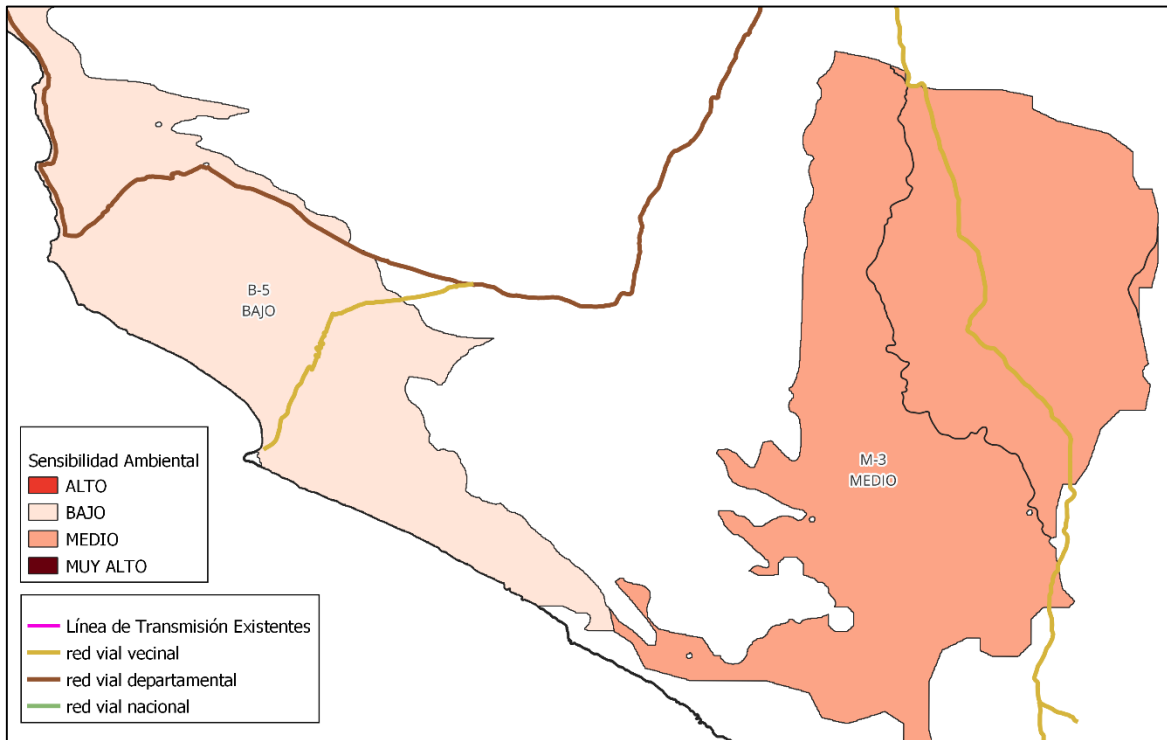 B-5
BAJO
M-3
MEDIO
Sensibilidad Ambiental
ALTO
BAJO
MEDIO
MUY ALTO
Línea de Transmisión Existentes
red vial vecinal
red vial departamental
red vial nacional